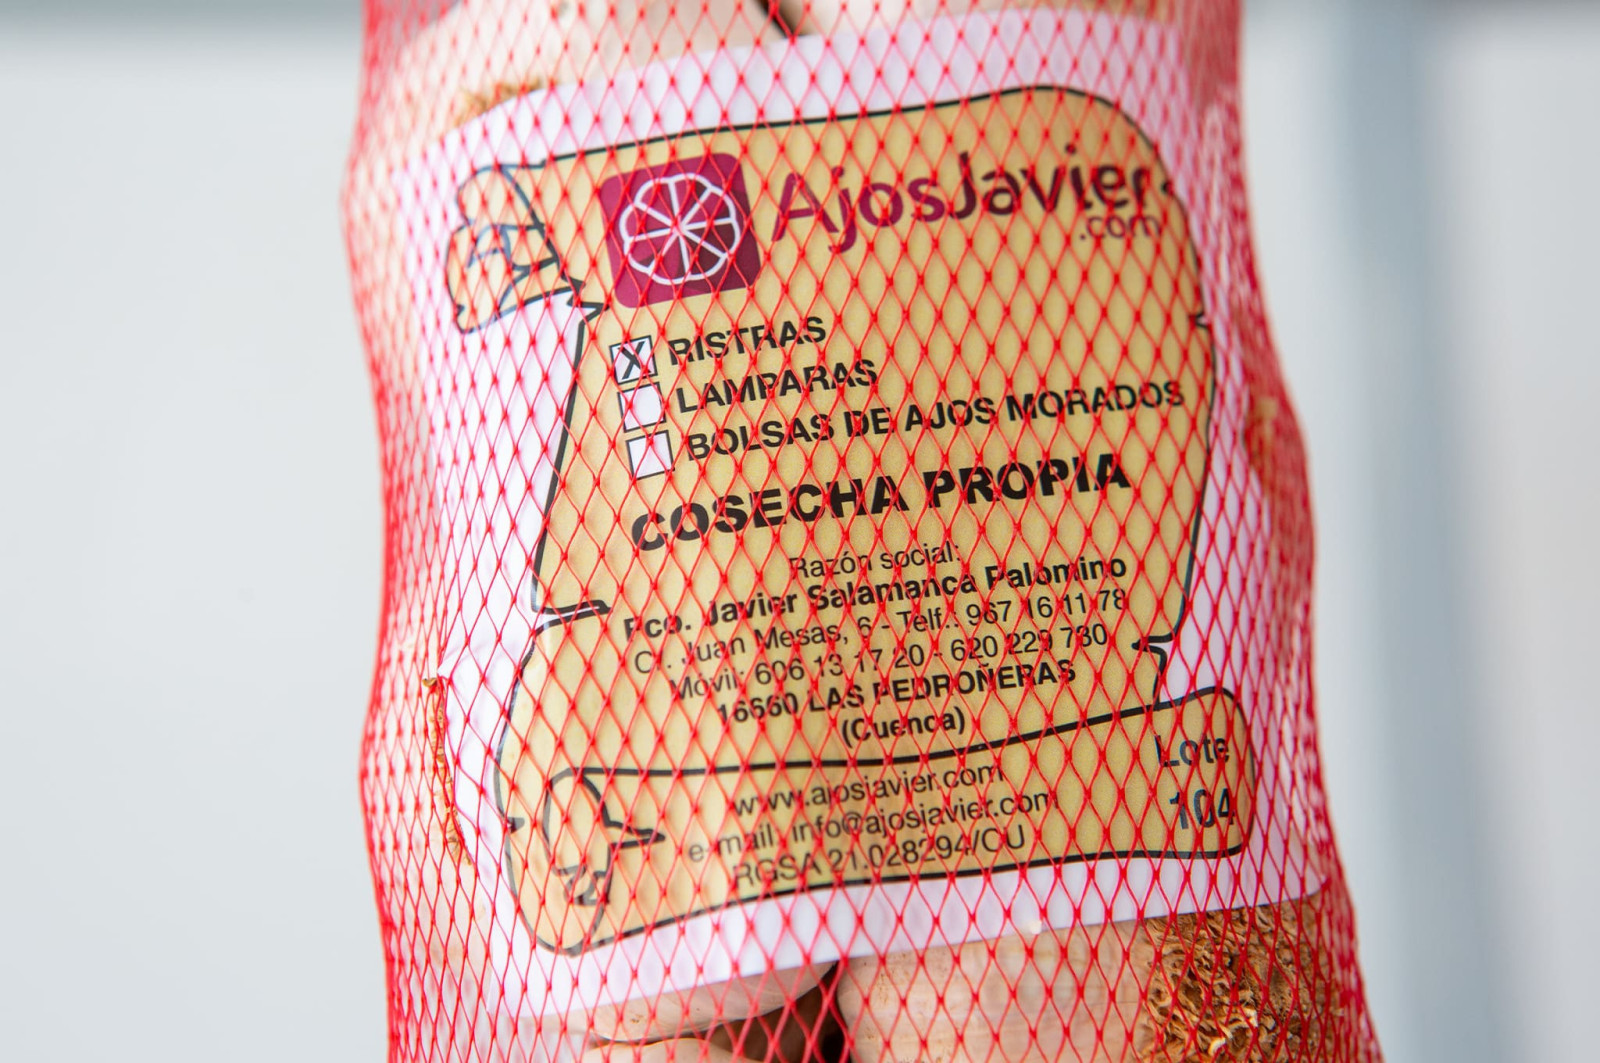 AjosJavier
.com
X RISTRAS
LAMPARAS
BOLSAS DE AJOS MORADOS
COSECHA PROPIA
Razón social:
Fco. Javier Salamanca Palomino
C/. Juan Mesas, 6 - Telf.: 967 16 11 78
Móvil: 606 13 17 20 - 620 229 730
16660 LAS PEDROÑERAS
(Cuenca)
www.ajosjavier.com
e-mail: info@ajosjavier.com
RGSA 21.028294/CU
Lote
104